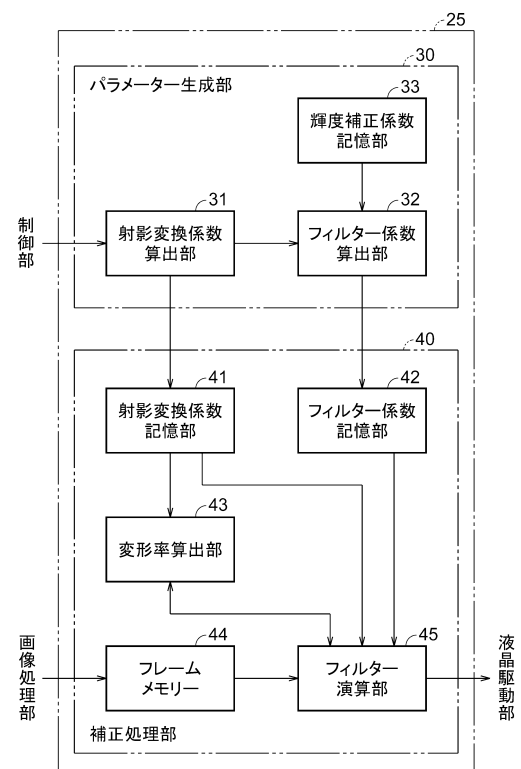 25
30
パラメーター生成部
33
輝度補正係数
記憶部
31
射影変換係数
算出部
32
フィルター係数
算出部
制御部
40
41
射影変換係数
記憶部
42
フィルター係数
記憶部
43
変形率算出部
44
フレーム
メモリー
45
フィルター
演算部
画像処理部
液晶駆動部
補正処理部